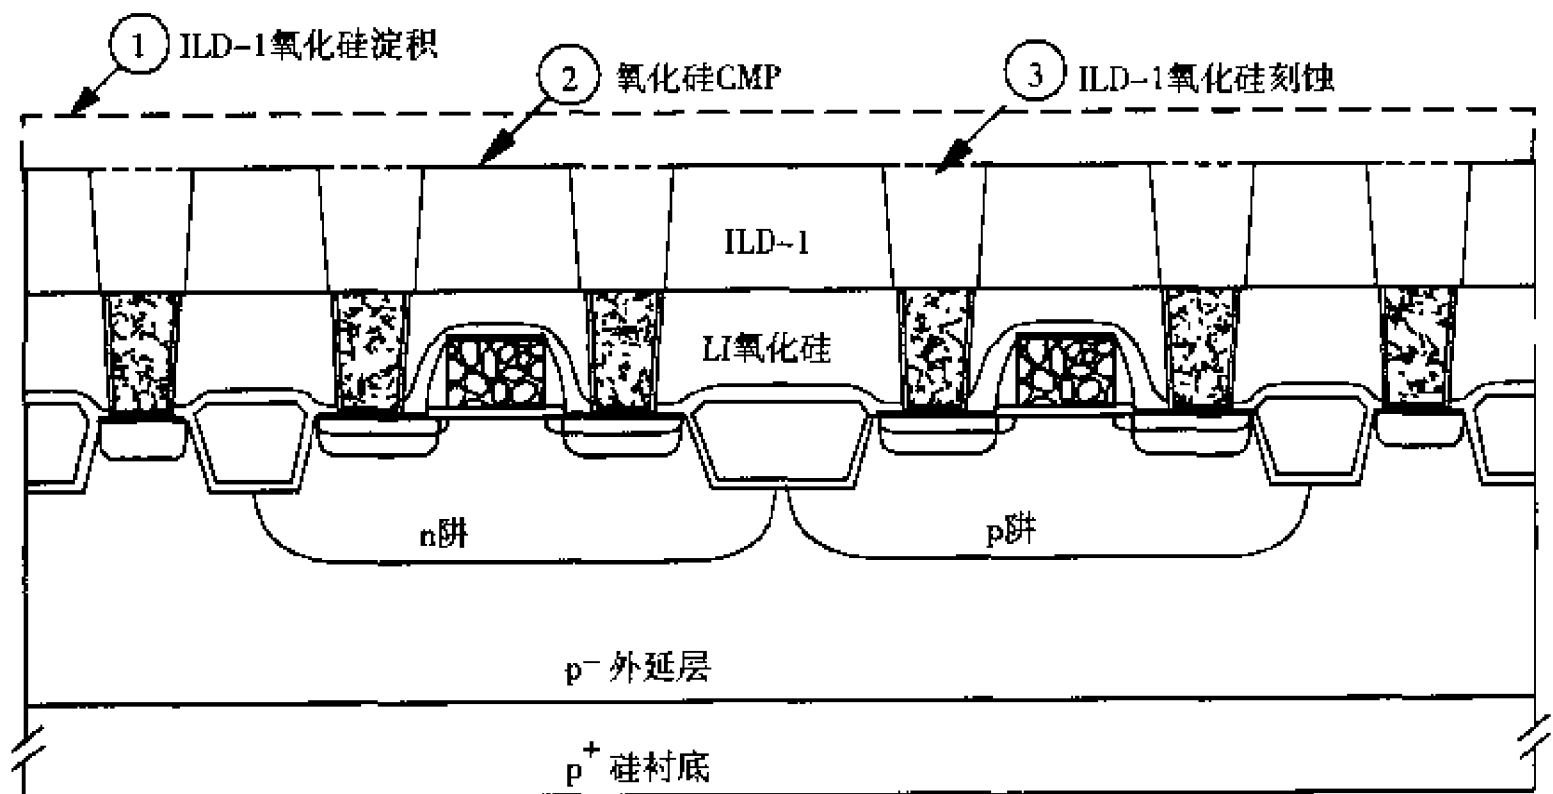 1 ILD-1氧化硅淀积
2 氧化硅CMP
3 ILD-1氧化硅刻蚀
ILD-1
LI氧化硅
n阱
p阱
p⁻ 外延层
p⁺ 硅衬底